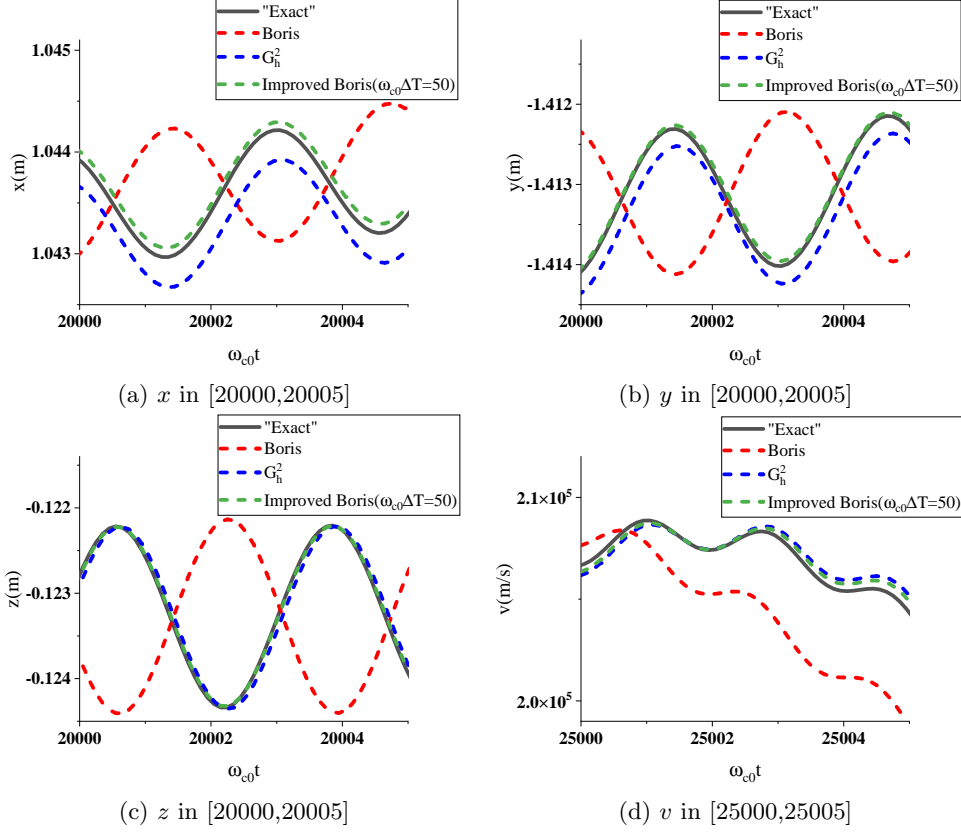 "Exact"
Boris
G_h^2
Improved Boris(ω_c0ΔT=50)
1.045
1.044
1.043
x(m)
20000 20002 20004
ω_c0t
(a) x in [20000,20005]
"Exact"
Boris
G_h^2
Improved Boris(ω_c0ΔT=50)
-1.412
-1.413
-1.414
y(m)
20000 20002 20004
ω_c0t
(b) y in [20000,20005]
"Exact"
Boris
G_h^2
Improved Boris(ω_c0ΔT=50)
-0.122
-0.123
-0.124
z(m)
20000 20002 20004
ω_c0t
(c) z in [20000,20005]
"Exact"
Boris
G_h^2
Improved Boris(ω_c0ΔT=50)
2.1×10^5
2.0×10^5
v(m/s)
25000 25002 25004
ω_c0t
(d) v in [25000,25005]